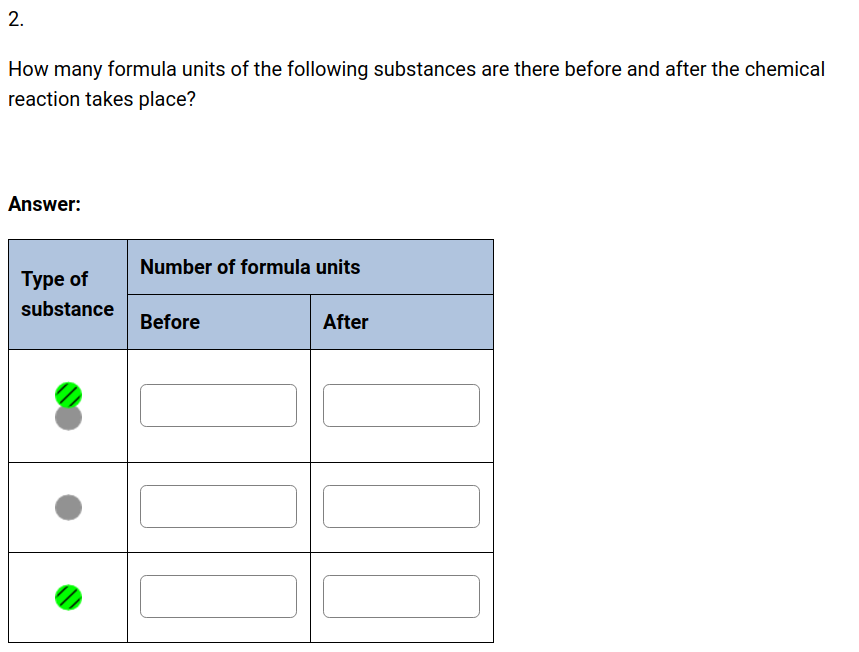 2.
How many formula units of the following substances are there before and after the chemical
reaction takes place?
Answer:
Type of
substance
Number of formula units
Before
After